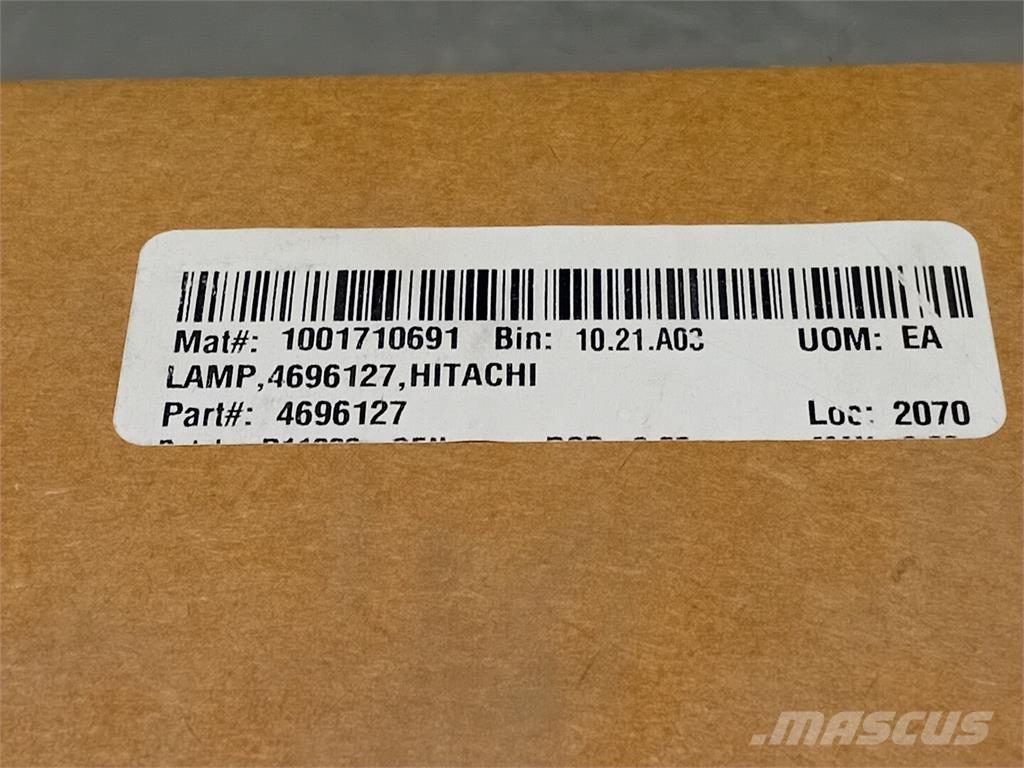 Mat#: 1001710691 Bin: 10.21.A03 UOM: EA
LAMP,4696127,HITACHI
Part#: 4696127 Loc: 2070
MASCUS